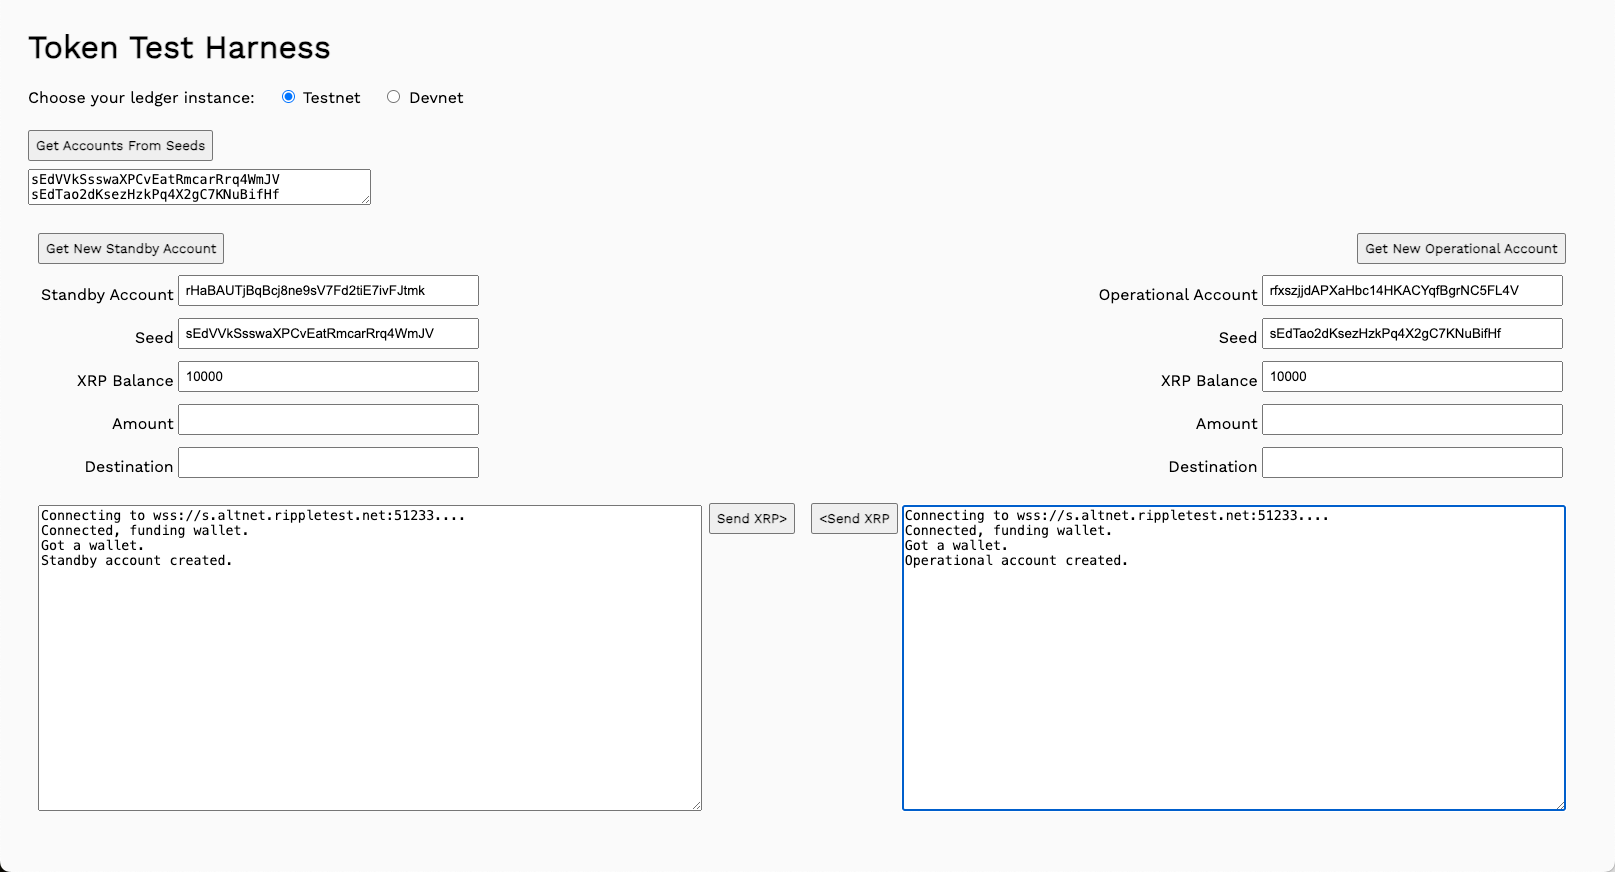 Token Test Harness
Choose your ledger instance: Testnet Devnet
Get Accounts From Seeds
sEdVVkSsswaXPCvEatRmcarRrq4WmJV
sEdTao2dKsezHzkPq4X2gC7KNuBifHf
Get New Standby Account
Standby Account rHaBAUTjBqBcj8ne9sV7Fd2tiE7ivFJtmk
Seed sEdVVkSsswaXPCvEatRmcarRrq4WmJV
XRP Balance 10000
Amount
Destination
Get New Operational Account
Operational Account rfxszjjdAPXaHbc14HKACYqfBgrNC5FL4V
Seed sEdTao2dKsezHzkPq4X2gC7KNuBifHf
XRP Balance 10000
Amount
Destination
Connecting to wss://s.altnet.rippletest.net:51233....
Connected, funding wallet.
Got a wallet.
Standby account created.
Send XRP>
<Send XRP
Connecting to wss://s.altnet.rippletest.net:51233....
Connected, funding wallet.
Got a wallet.
Operational account created.